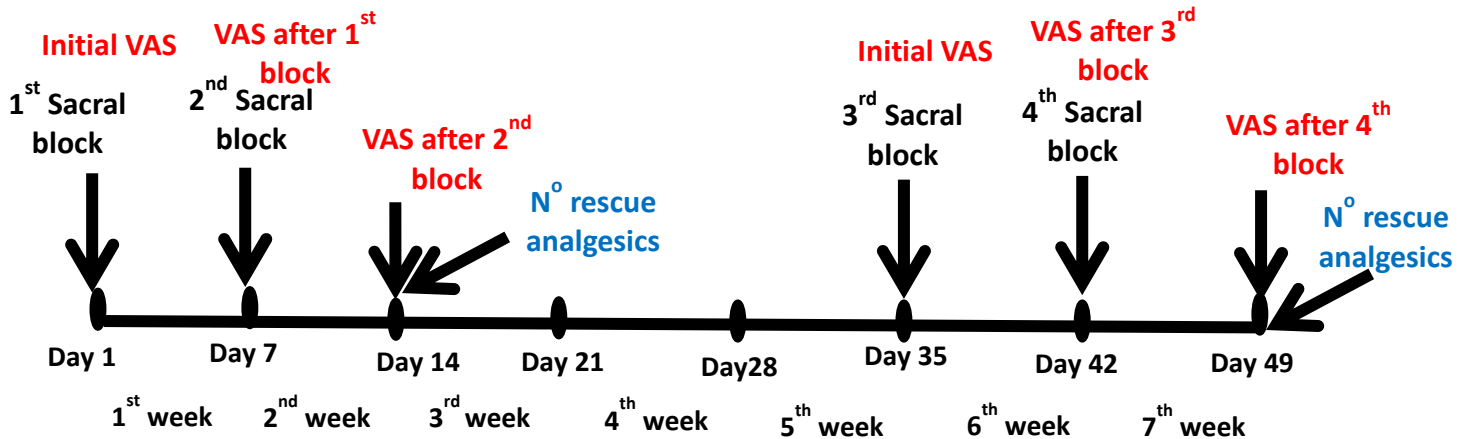 Initial VAS
1st Sacral
block
VAS after 1st
block
2nd Sacral
block
VAS after 2nd
block
No rescue
analgesics
Initial VAS
3rd Sacral
block
VAS after 3rd
block
4th Sacral
block
VAS after 4th
block
No rescue
analgesics
Day 1
Day 7
Day 14
Day 21
Day28
Day 35
Day 42
Day 49
1st week
2nd week
3rd week
4th week
5th week
6th week
7th week